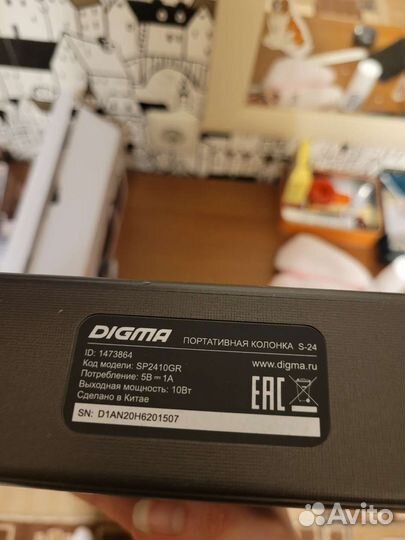 DIGMA ПОРТАТИВНАЯ КОЛОНКА S-24
ID: 1473864
Код модели: SP2410GR
www.digma.ru
Потребление: 5В⎓1А
Выходная мощность: 10Вт
Сделано в Китае
EAC
SN: D1AN20H6201507
Avito